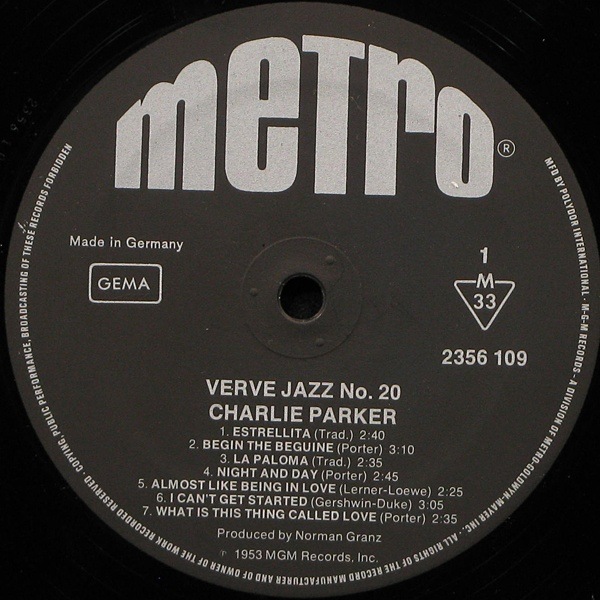 metro®
Made in Germany
GEMA
1
M
33
2356 109
VERVE JAZZ No. 20
CHARLIE PARKER
1. ESTRELLITA (Trad.) 2:40
2. BEGIN THE BEGUINE (Porter) 3:10
3. LA PALOMA (Trad.) 2:35
4. NIGHT AND DAY (Porter) 2:45
5. ALMOST LIKE BEING IN LOVE (Lerner-Loewe) 2:25
6. I CAN'T GET STARTED (Gershwin-Duke) 3:05
7. WHAT IS THIS THING CALLED LOVE (Porter) 2:35
Produced by Norman Granz
℗ 1953 MGM Records, Inc.
MFD BY POLYDOR INTERNATIONAL · M-G-M RECORDS - A DIVISION OF METRO-GOLDWYN-MAYER INC. · ALL RIGHTS OF THE RECORD MANUFACTURER AND OF OWNER OF THE WORK RECORDED RESERVED · COPYING, PUBLIC PERFORMANCE, BROADCASTING OF THESE RECORDS FORBIDDEN